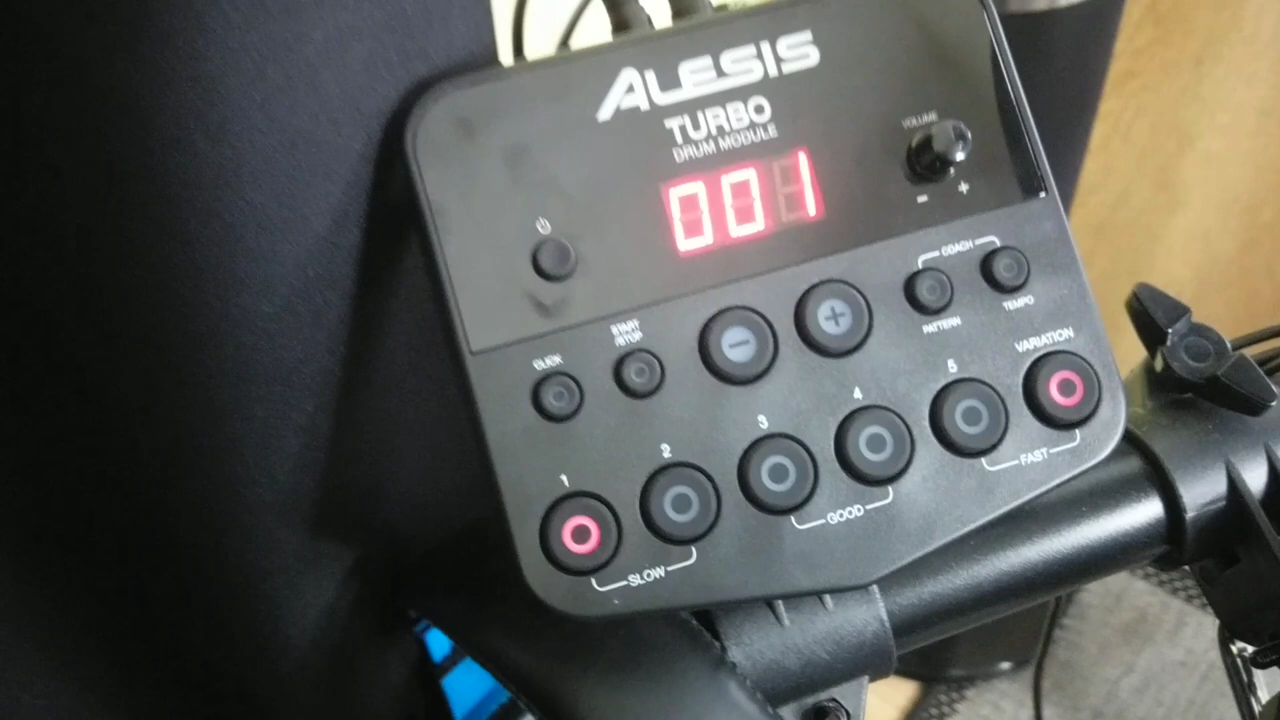 ALESIS
TURBO
DRUM MODULE
VOLUME
001
- +
COACH
PATTERN TEMPO
CLICK START
/STOP
- +
VARIATION
1 2 3 4 5
SLOW GOOD FAST